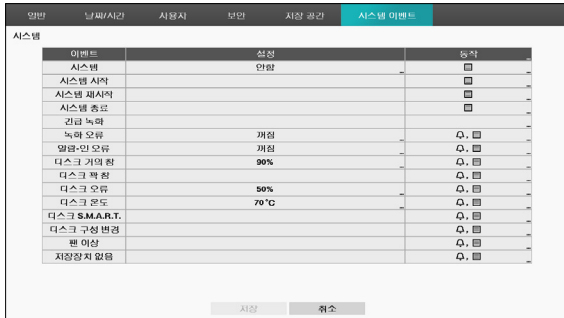 일반 날짜/시간 사용자 보안 저장 공간 시스템 이벤트
시스템
이벤트 설정 동작
시스템 안함
시스템 시작
시스템 재시작
시스템 종료
긴급 녹화
녹화 오류 꺼짐
알람-인 오류 꺼짐
디스크 거의 참 90%
디스크 꽉 참
디스크 오류 50%
디스크 온도 70 °C
디스크 S.M.A.R.T.
디스크 구성 변경
팬 이상
저장장치 없음
저장 취소